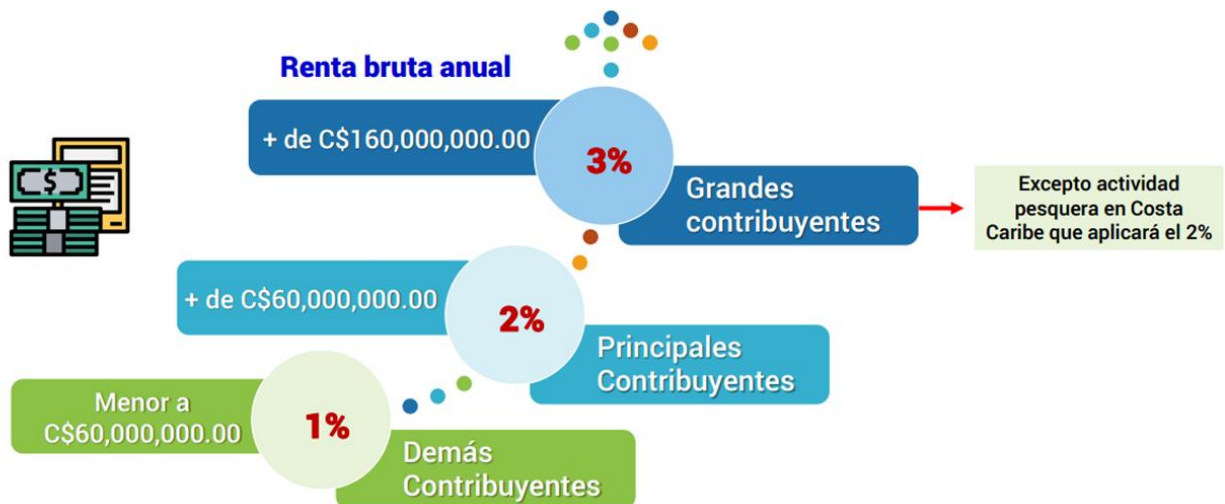 Renta bruta anual
+ de C$160,000,000.00
3%
Grandes
contribuyentes
Excepto actividad
pesquera en Costa
Caribe que aplicará el 2%
$
+ de C$60,000,000.00
2%
Principales
Contribuyentes
Menor a
C$60,000,000.00
1%
Demás
Contribuyentes